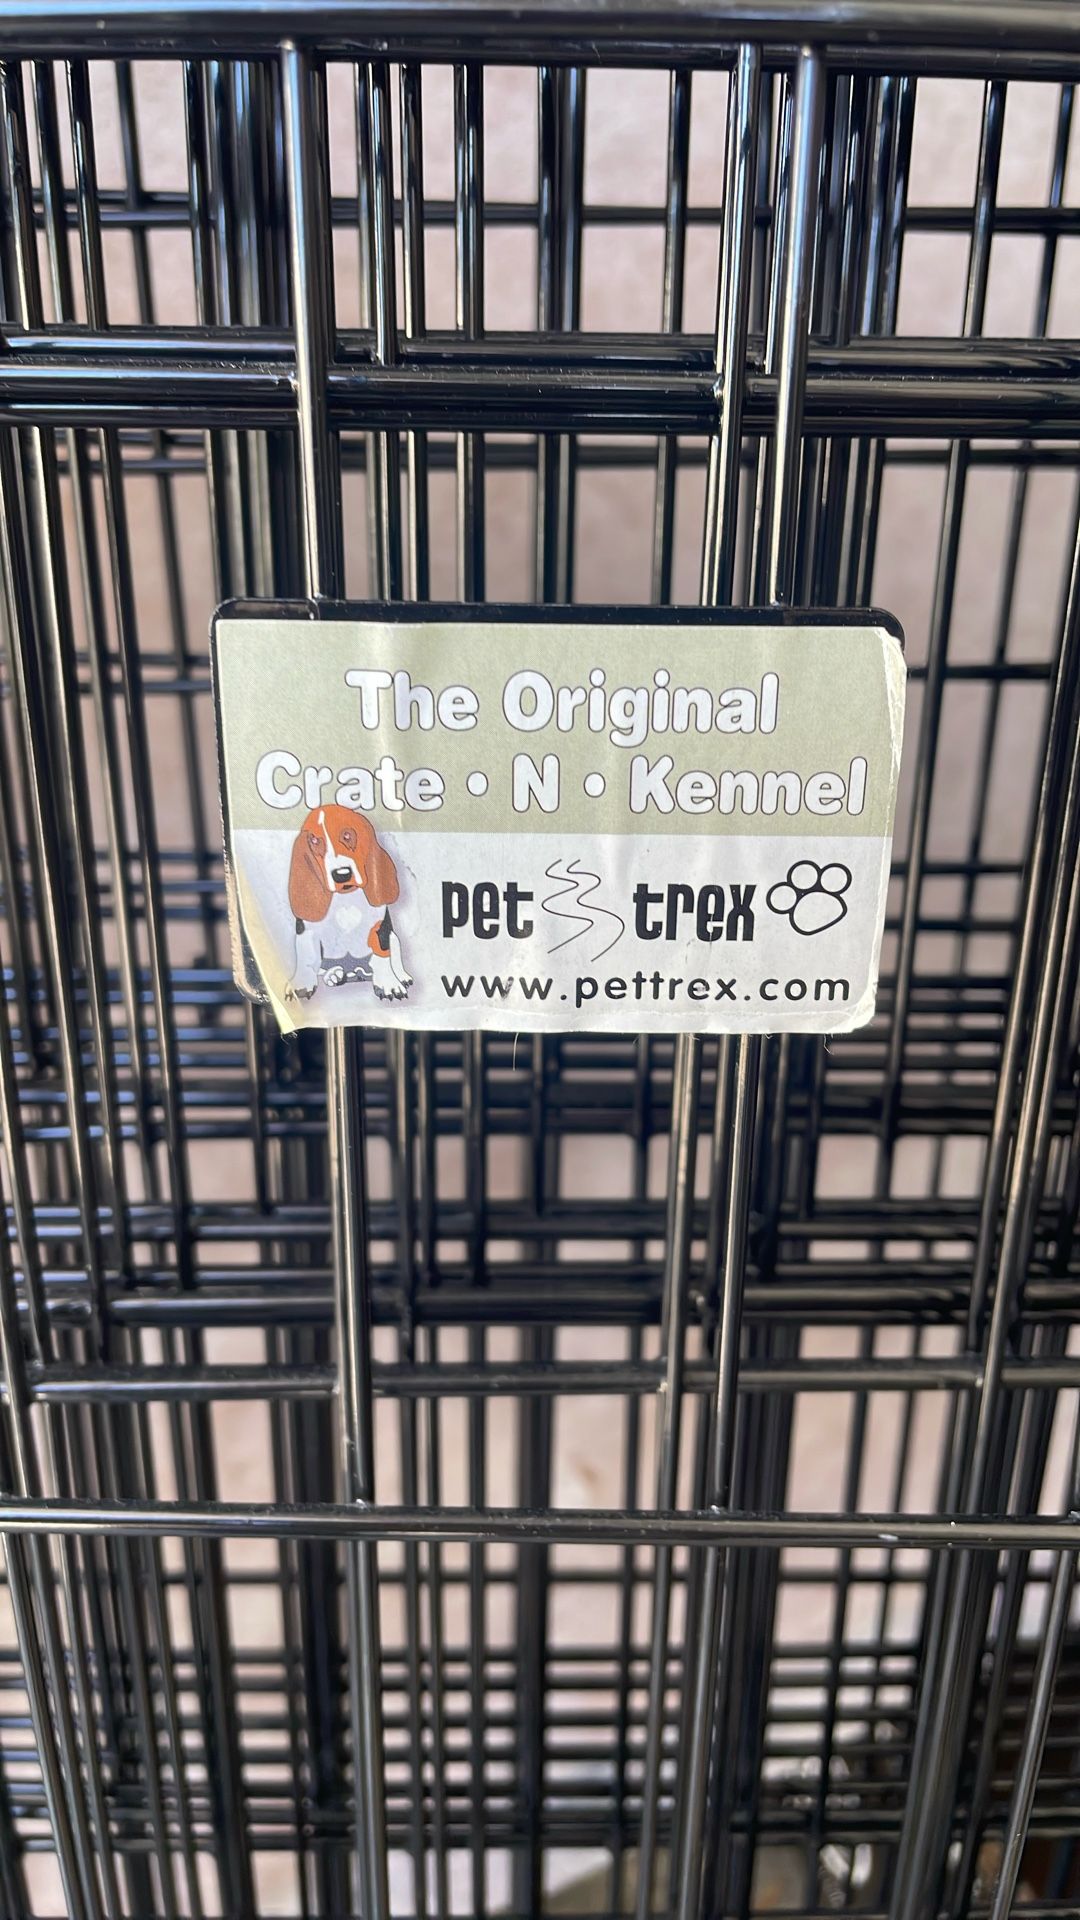 The Original
Crate • N • Kennel
pet trex
www.pettrex.com